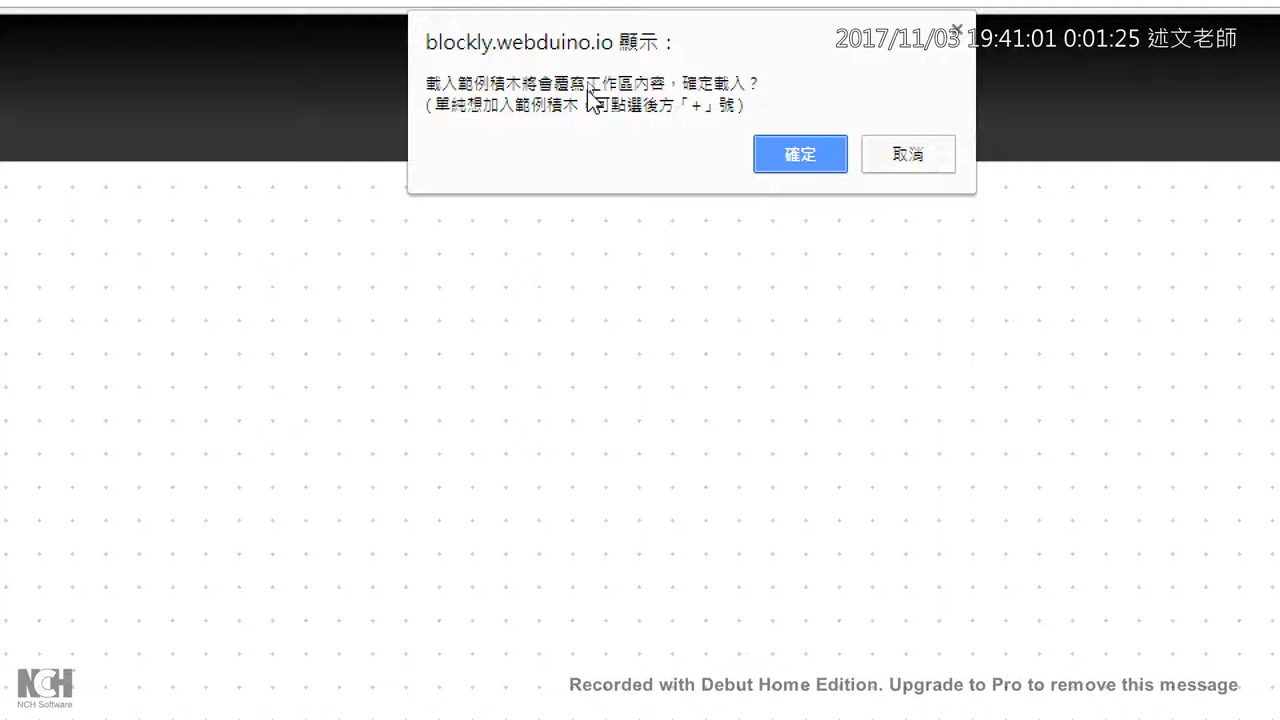 blockly.webduino.io 顯示：
2017/11/03 19:41:01 0:01:25 述文老師
載入範例積木將會覆寫工作區內容，確定載入？
( 單純想加入範例積木，可點選後方「+」號 )
確定
取消
NCH
NCH Software
Recorded with Debut Home Edition. Upgrade to Pro to remove this message